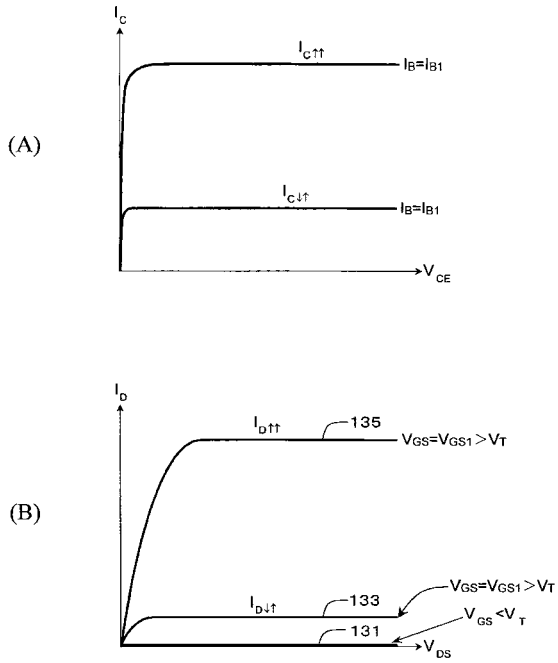 I_C
I_C↑↑
I_B=I_B1
(A)
I_C↓↑
I_B=I_B1
V_CE
I_D
I_D↑↑
135
V_GS=V_GS1>V_T
(B)
V_GS=V_GS1>V_T
I_D↓↑
133
V_GS<V_T
131
V_DS